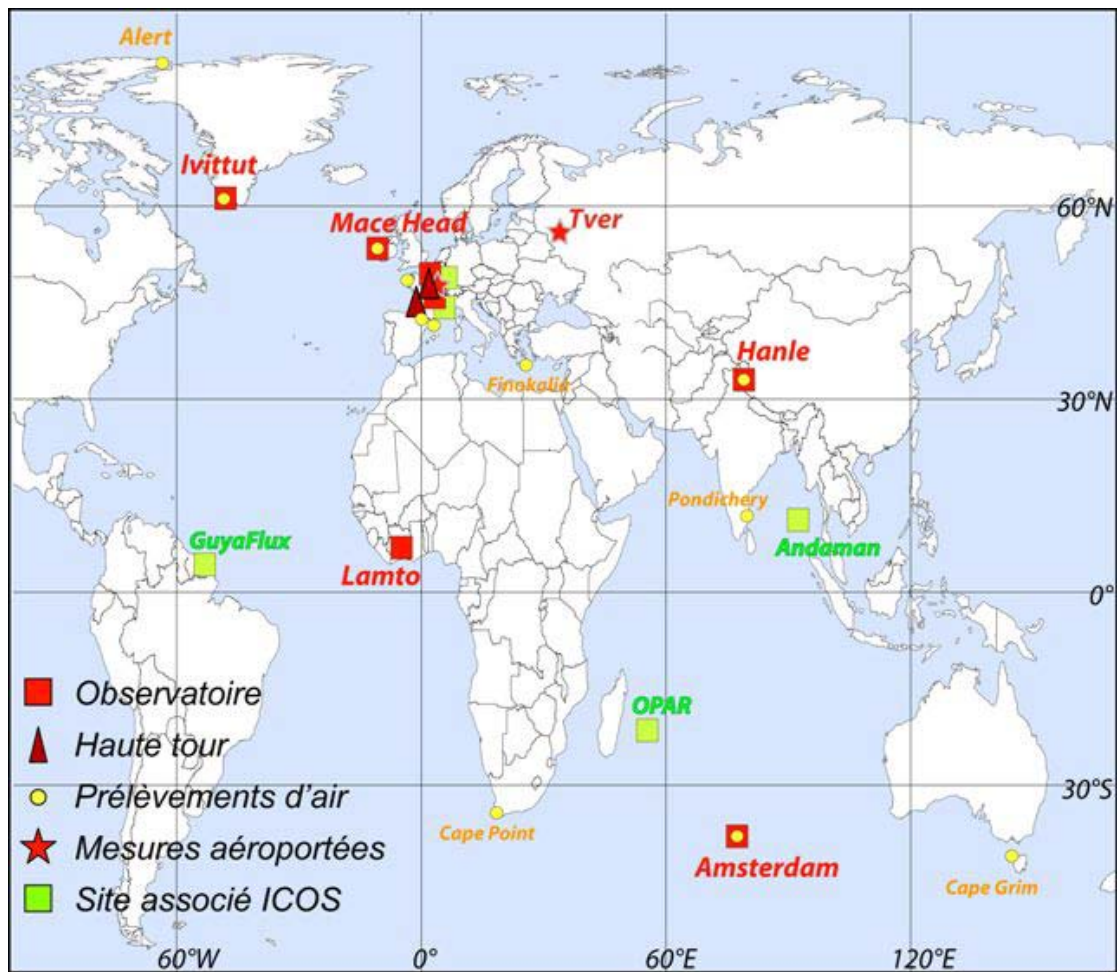 Alert
Ivittut
Mace Head
Tver
60°N
Hanle
Finokalia
30°N
Pondichery
GuyaFlux
Andaman
Lamto
0°
Observatoire
OPAR
Haute tour
30°S
Prélèvements d'air
Cape Point
Mesures aéroportées
Amsterdam
Cape Grim
Site associé ICOS
60°W
0°
60°E
120°E